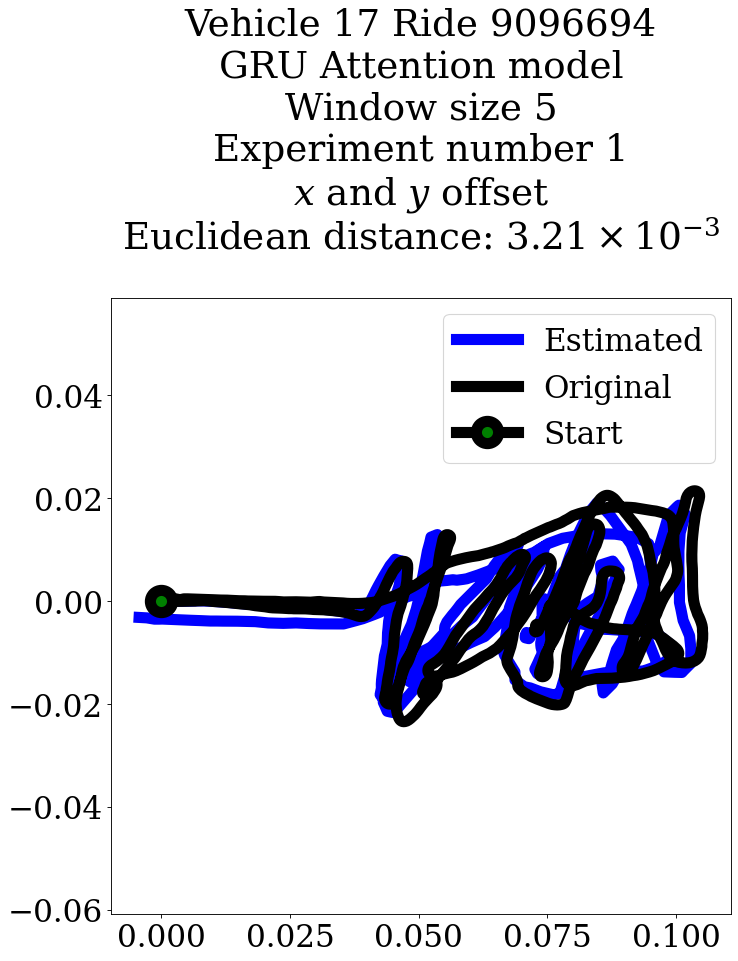 Vehicle 17 Ride 9096694
GRU Attention model
Window size 5
Experiment number 1
x and y offset
Euclidean distance: 3.21 × 10⁻³
Estimated
Original
Start
0.04
0.02
0.00
−0.02
−0.04
−0.06
0.000 0.025 0.050 0.075 0.100